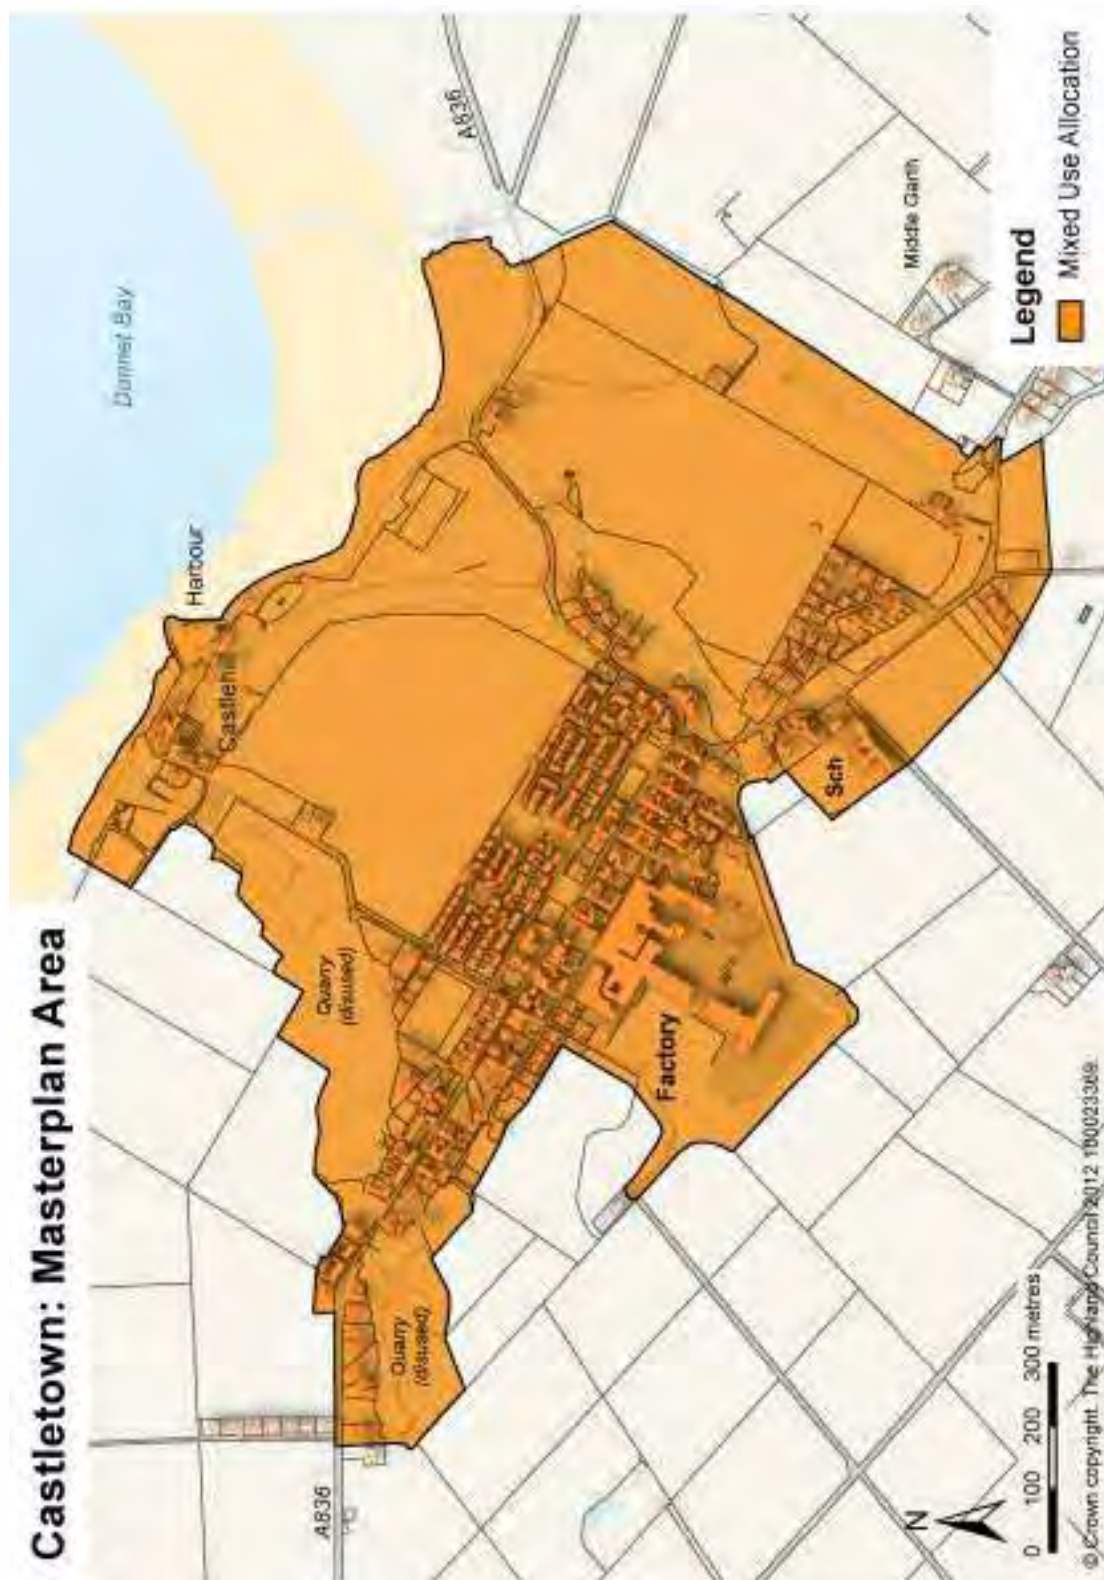 Castletown: Masterplan Area
Dunnet Bay
Harbour
Castlehill
A836
Quarry
(disused)
Middle Garth
Sch
Factory
Quarry
(disused)
A836
N
0 100 200 300 metres
Legend
Mixed Use Allocation
© Crown copyright. The Highland Council 2012 100023369.